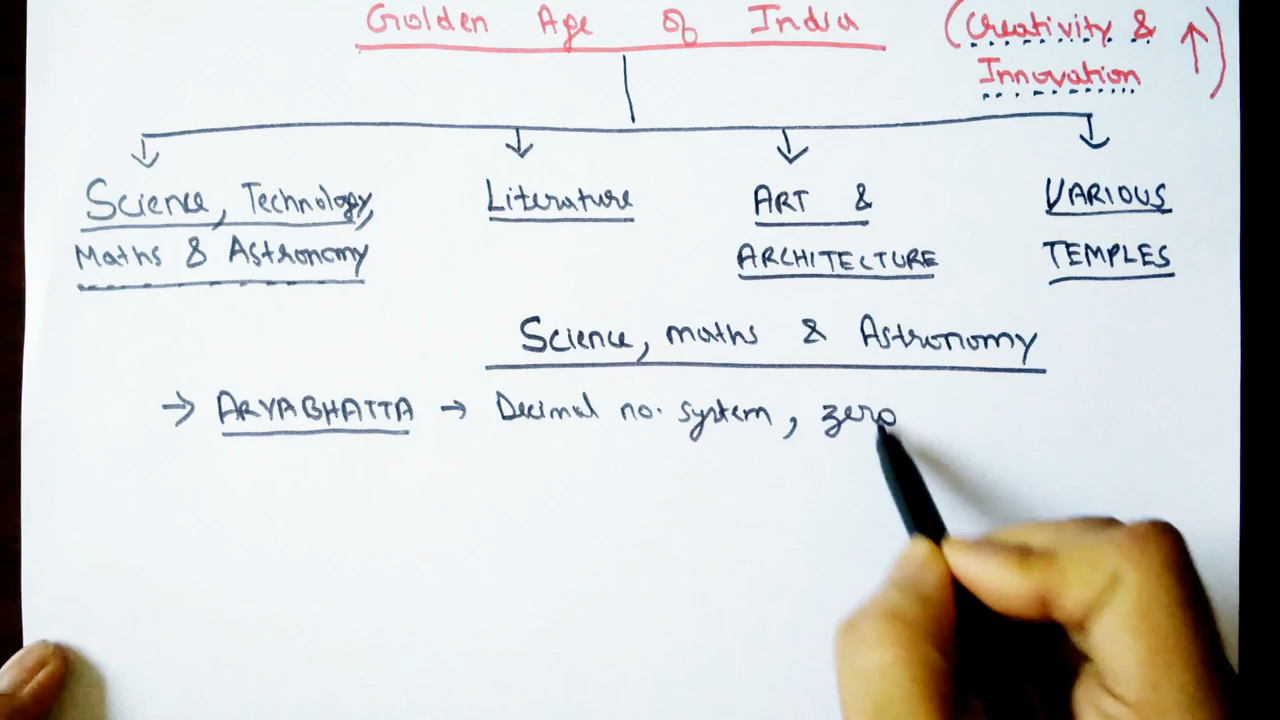 Golden Age of India (Creativity & Innovation ↑)
Science, Technology, Maths & Astronomy
Literature
ART & ARCHITECTURE
VARIOUS TEMPLES
Science, maths & Astronomy
→ ARYABHATTA → Decimal no. system, zero